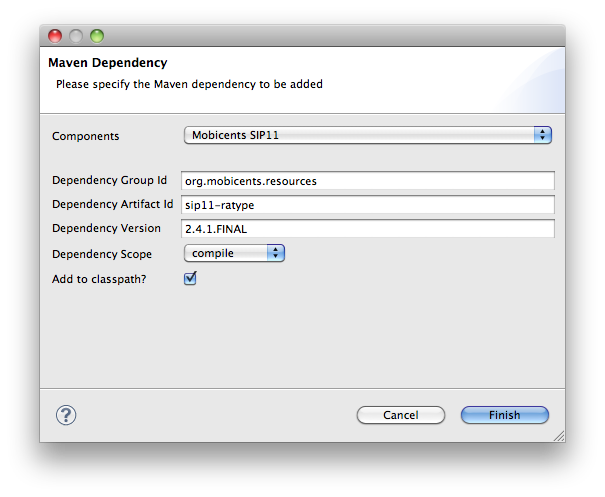 Maven Dependency
Please specify the Maven dependency to be added
Components Mobicents SIP11
Dependency Group Id org.mobicents.resources
Dependency Artifact Id sip11-ratype
Dependency Version 2.4.1.FINAL
Dependency Scope compile
Add to classpath?
? Cancel Finish